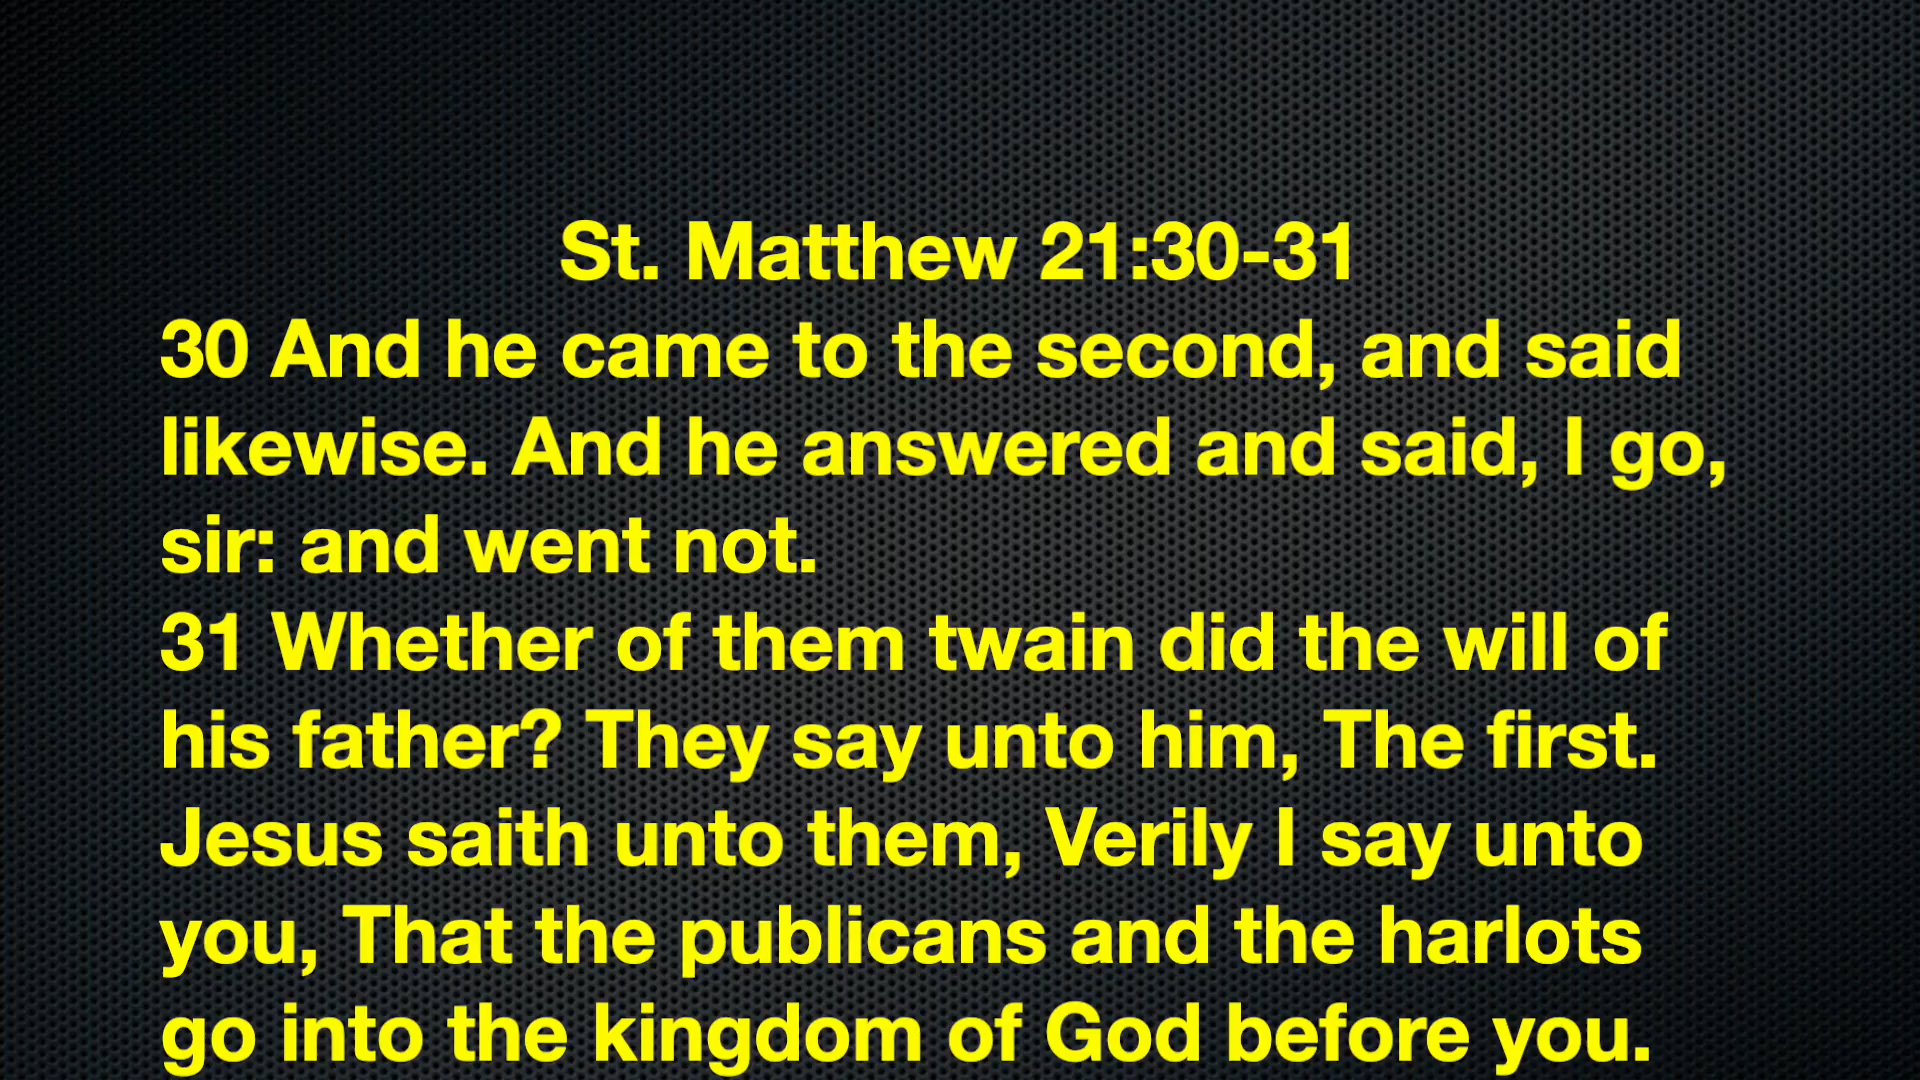 St. Matthew 21:30-31
30 And he came to the second, and said
likewise. And he answered and said, I go,
sir: and went not.
31 Whether of them twain did the will of
his father? They say unto him, The first.
Jesus saith unto them, Verily I say unto
you, That the publicans and the harlots
go into the kingdom of God before you.